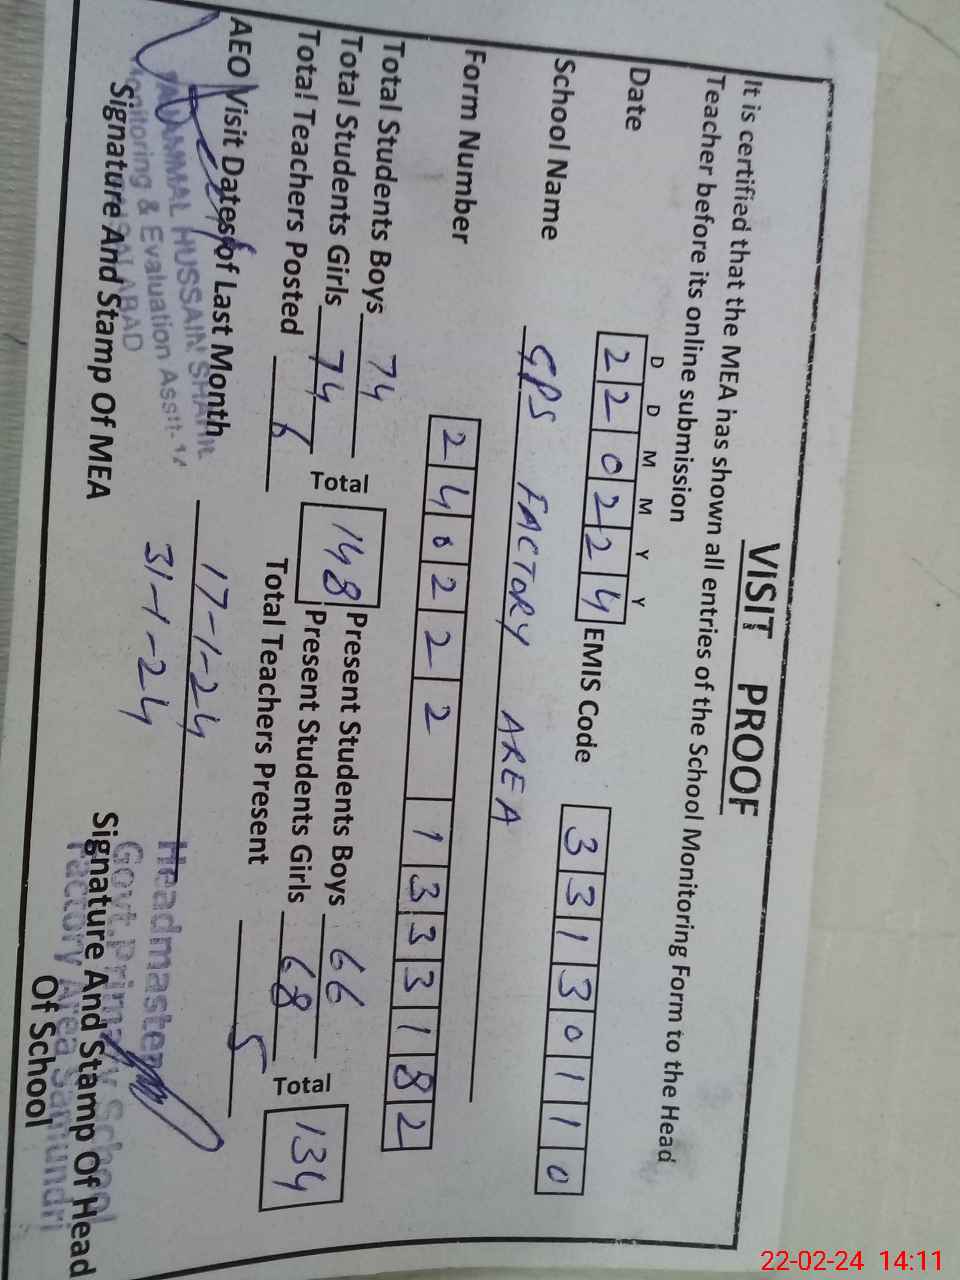 VISIT PROOF
It is certified that the MEA has shown all entries of the School Monitoring Form to the Head
Teacher before its online submission
D D M M Y Y
Date 2 2 0 2 2 4 EMIS Code 3 3 1 3 0 1 1 0
School Name GPS FACTORY AREA
Form Number 2 4 0 2 2 2 1 3 3 3 1 8 2
Total Students Boys 74 Total 148 Present Students Boys 66 Total 134
Total Students Girls 74 Present Students Girls 68
Total Teachers Posted 6 Total Teachers Present 5
AEO Visit Dates of Last Month 17-1-24
31-1-24
HUSSAIN
Monitoring & Evaluation Asstt-
Signature And Stamp Of MEA
Headmaster
Govt.Primary School
Factory Area Samundri
Signature And Stamp Of Head
Of School
22-02-24 14:11